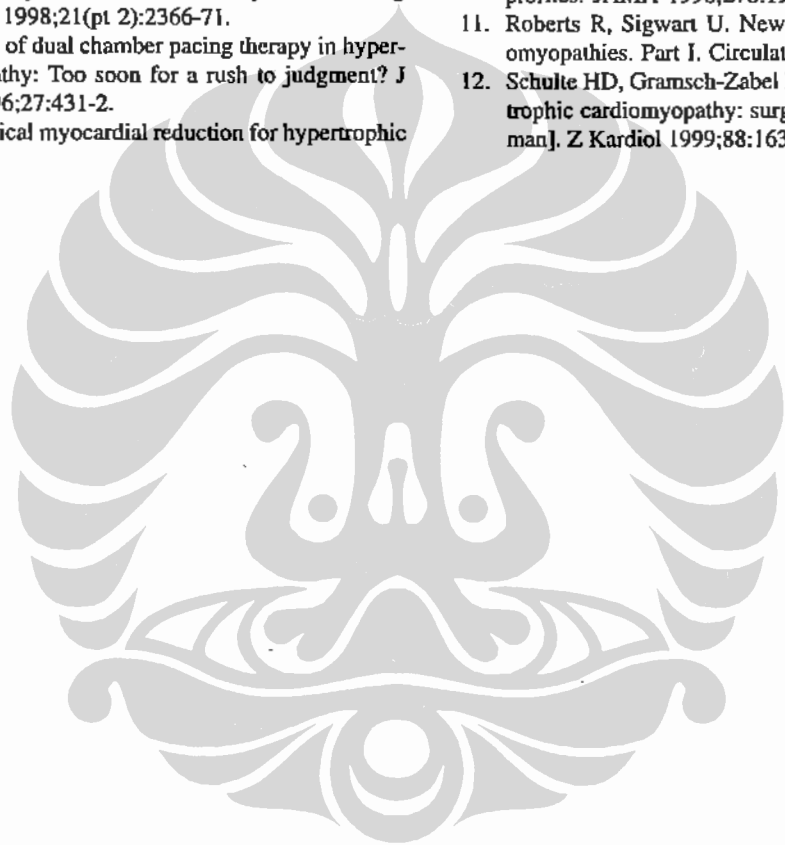 1998;21(pt 2):2366-71.
of dual chamber pacing therapy in hyper-
thy: Too soon for a rush to judgment? J
6;27:431-2.
ical myocardial reduction for hypertrophic
11. Roberts R, Sigwart U. New
omyopathies. Part I. Circulat
12. Schulte HD, Gramsch-Zabel
trophic cardiomyopathy: surg
man]. Z Kardiol 1999;88:163